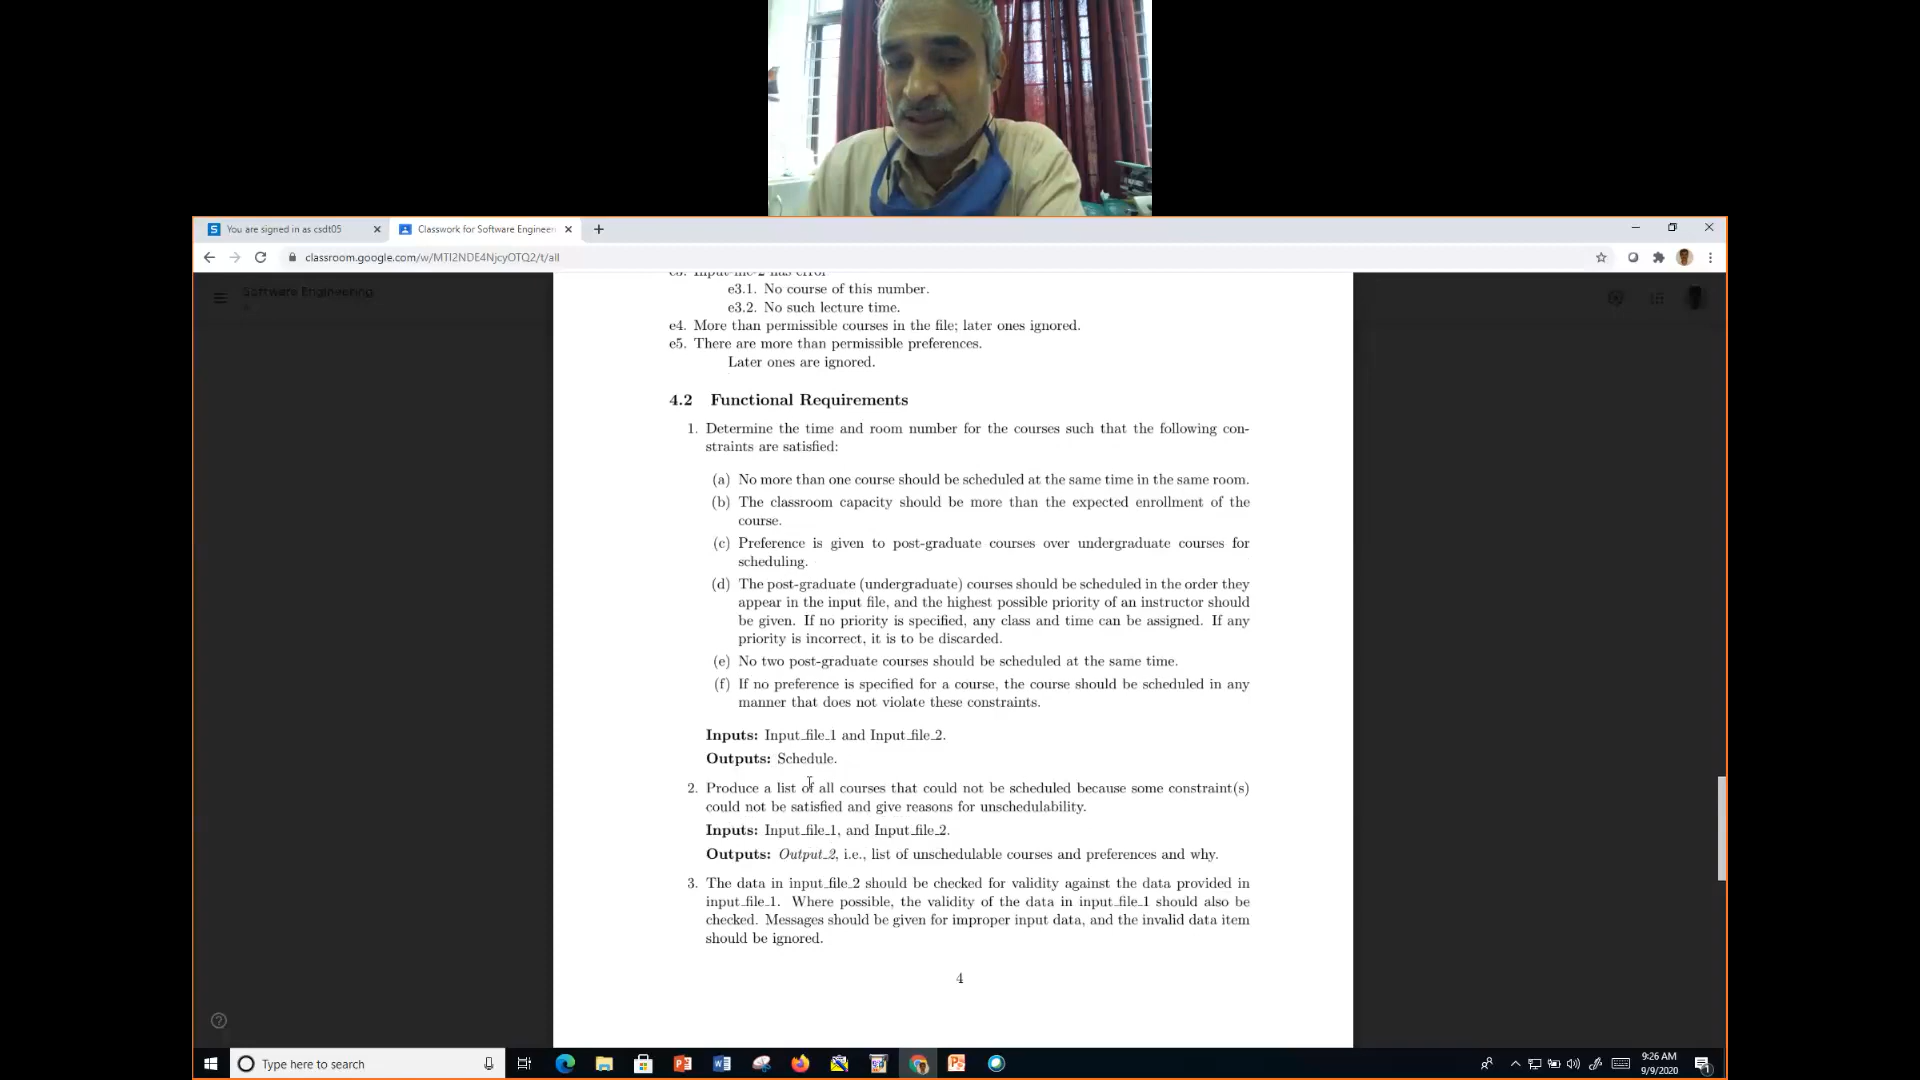 You are signed in as csdt05
Classwork for Software Engineer
classroom.google.com/w/MTI2NDE4NjcyOTQ2/t/all
Software Engineering
e3. Input-file-2 has error
e3.1. No course of this number.
e3.2. No such lecture time.
e4. More than permissible courses in the file; later ones ignored.
e5. There are more than permissible preferences.
Later ones are ignored.
4.2 Functional Requirements
1. Determine the time and room number for the courses such that the following con-
straints are satisfied:
(a) No more than one course should be scheduled at the same time in the same room.
(b) The classroom capacity should be more than the expected enrollment of the
course.
(c) Preference is given to post-graduate courses over undergraduate courses for
scheduling.
(d) The post-graduate (undergraduate) courses should be scheduled in the order they
appear in the input file, and the highest possible priority of an instructor should
be given. If no priority is specified, any class and time can be assigned. If any
priority is incorrect, it is to be discarded.
(e) No two post-graduate courses should be scheduled at the same time.
(f) If no preference is specified for a course, the course should be scheduled in any
manner that does not violate these constraints.
Inputs: Input_file_1 and Input_file_2.
Outputs: Schedule.
2. Produce a list of all courses that could not be scheduled because some constraint(s)
could not be satisfied and give reasons for unschedulability.
Inputs: Input_file_1, and Input_file_2.
Outputs: Output_2, i.e., list of unschedulable courses and preferences and why.
3. The data in input_file_2 should be checked for validity against the data provided in
input_file_1. Where possible, the validity of the data in input_file_1 should also be
checked. Messages should be given for improper input data, and the invalid data item
should be ignored.
4
Type here to search
9:26 AM
9/9/2020